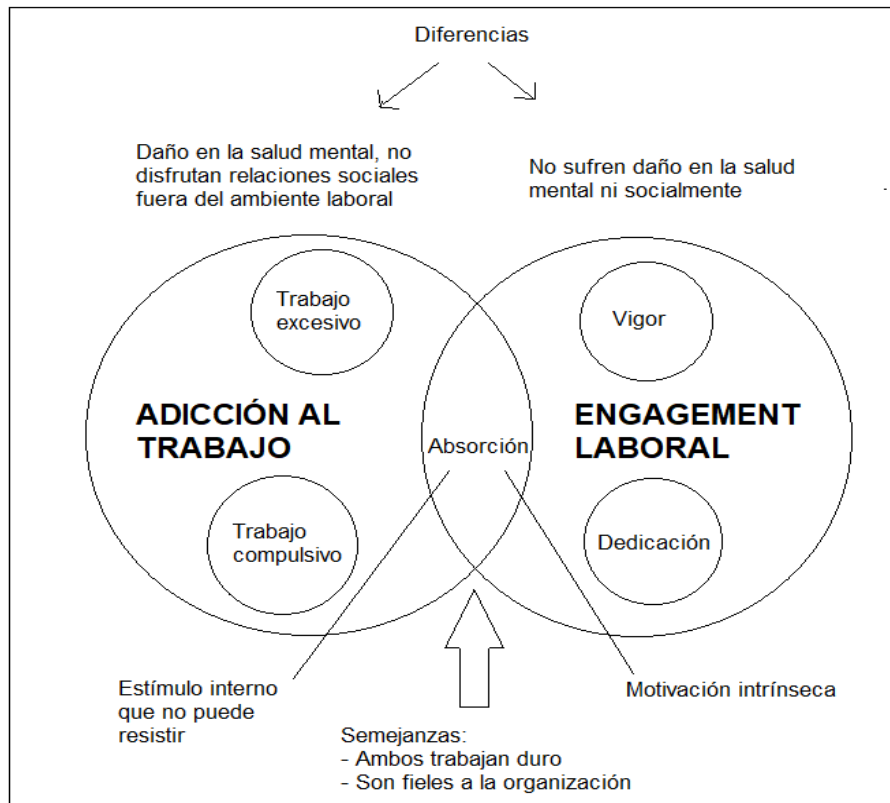 Diferencias
Daño en la salud mental, no
disfrutan relaciones sociales
fuera del ambiente laboral
No sufren daño en la salud
mental ni socialmente
Trabajo
excesivo
Vigor
ADICCIÓN AL
TRABAJO
ENGAGEMENT
LABORAL
Absorción
Trabajo
compulsivo
Dedicación
Estímulo interno
que no puede
resistir
Motivación intrínseca
Semejanzas:
- Ambos trabajan duro
- Son fieles a la organización